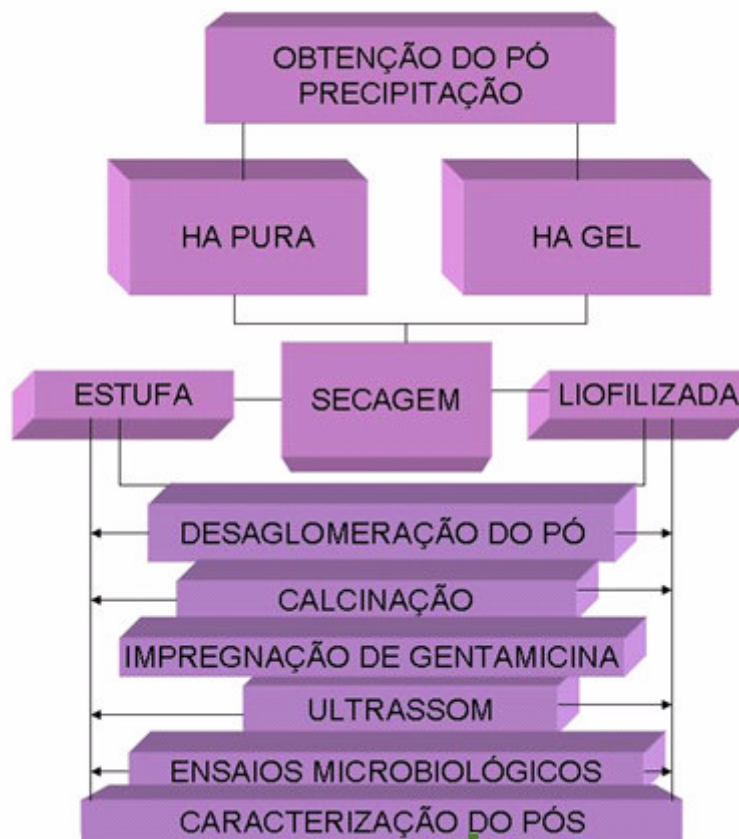 OBTENÇÃO DO PÓ
PRECIPITAÇÃO
HA PURA
HA GEL
ESTUFA
SECAGEM
LIOFILIZADA
DESAGLOMERAÇÃO DO PÓ
CALCINAÇÃO
IMPREGNAÇÃO DE GENTAMICINA
ULTRASSOM
ENSAIOS MICROBIOLÓGICOS
CARACTERIZAÇÃO DO PÓS